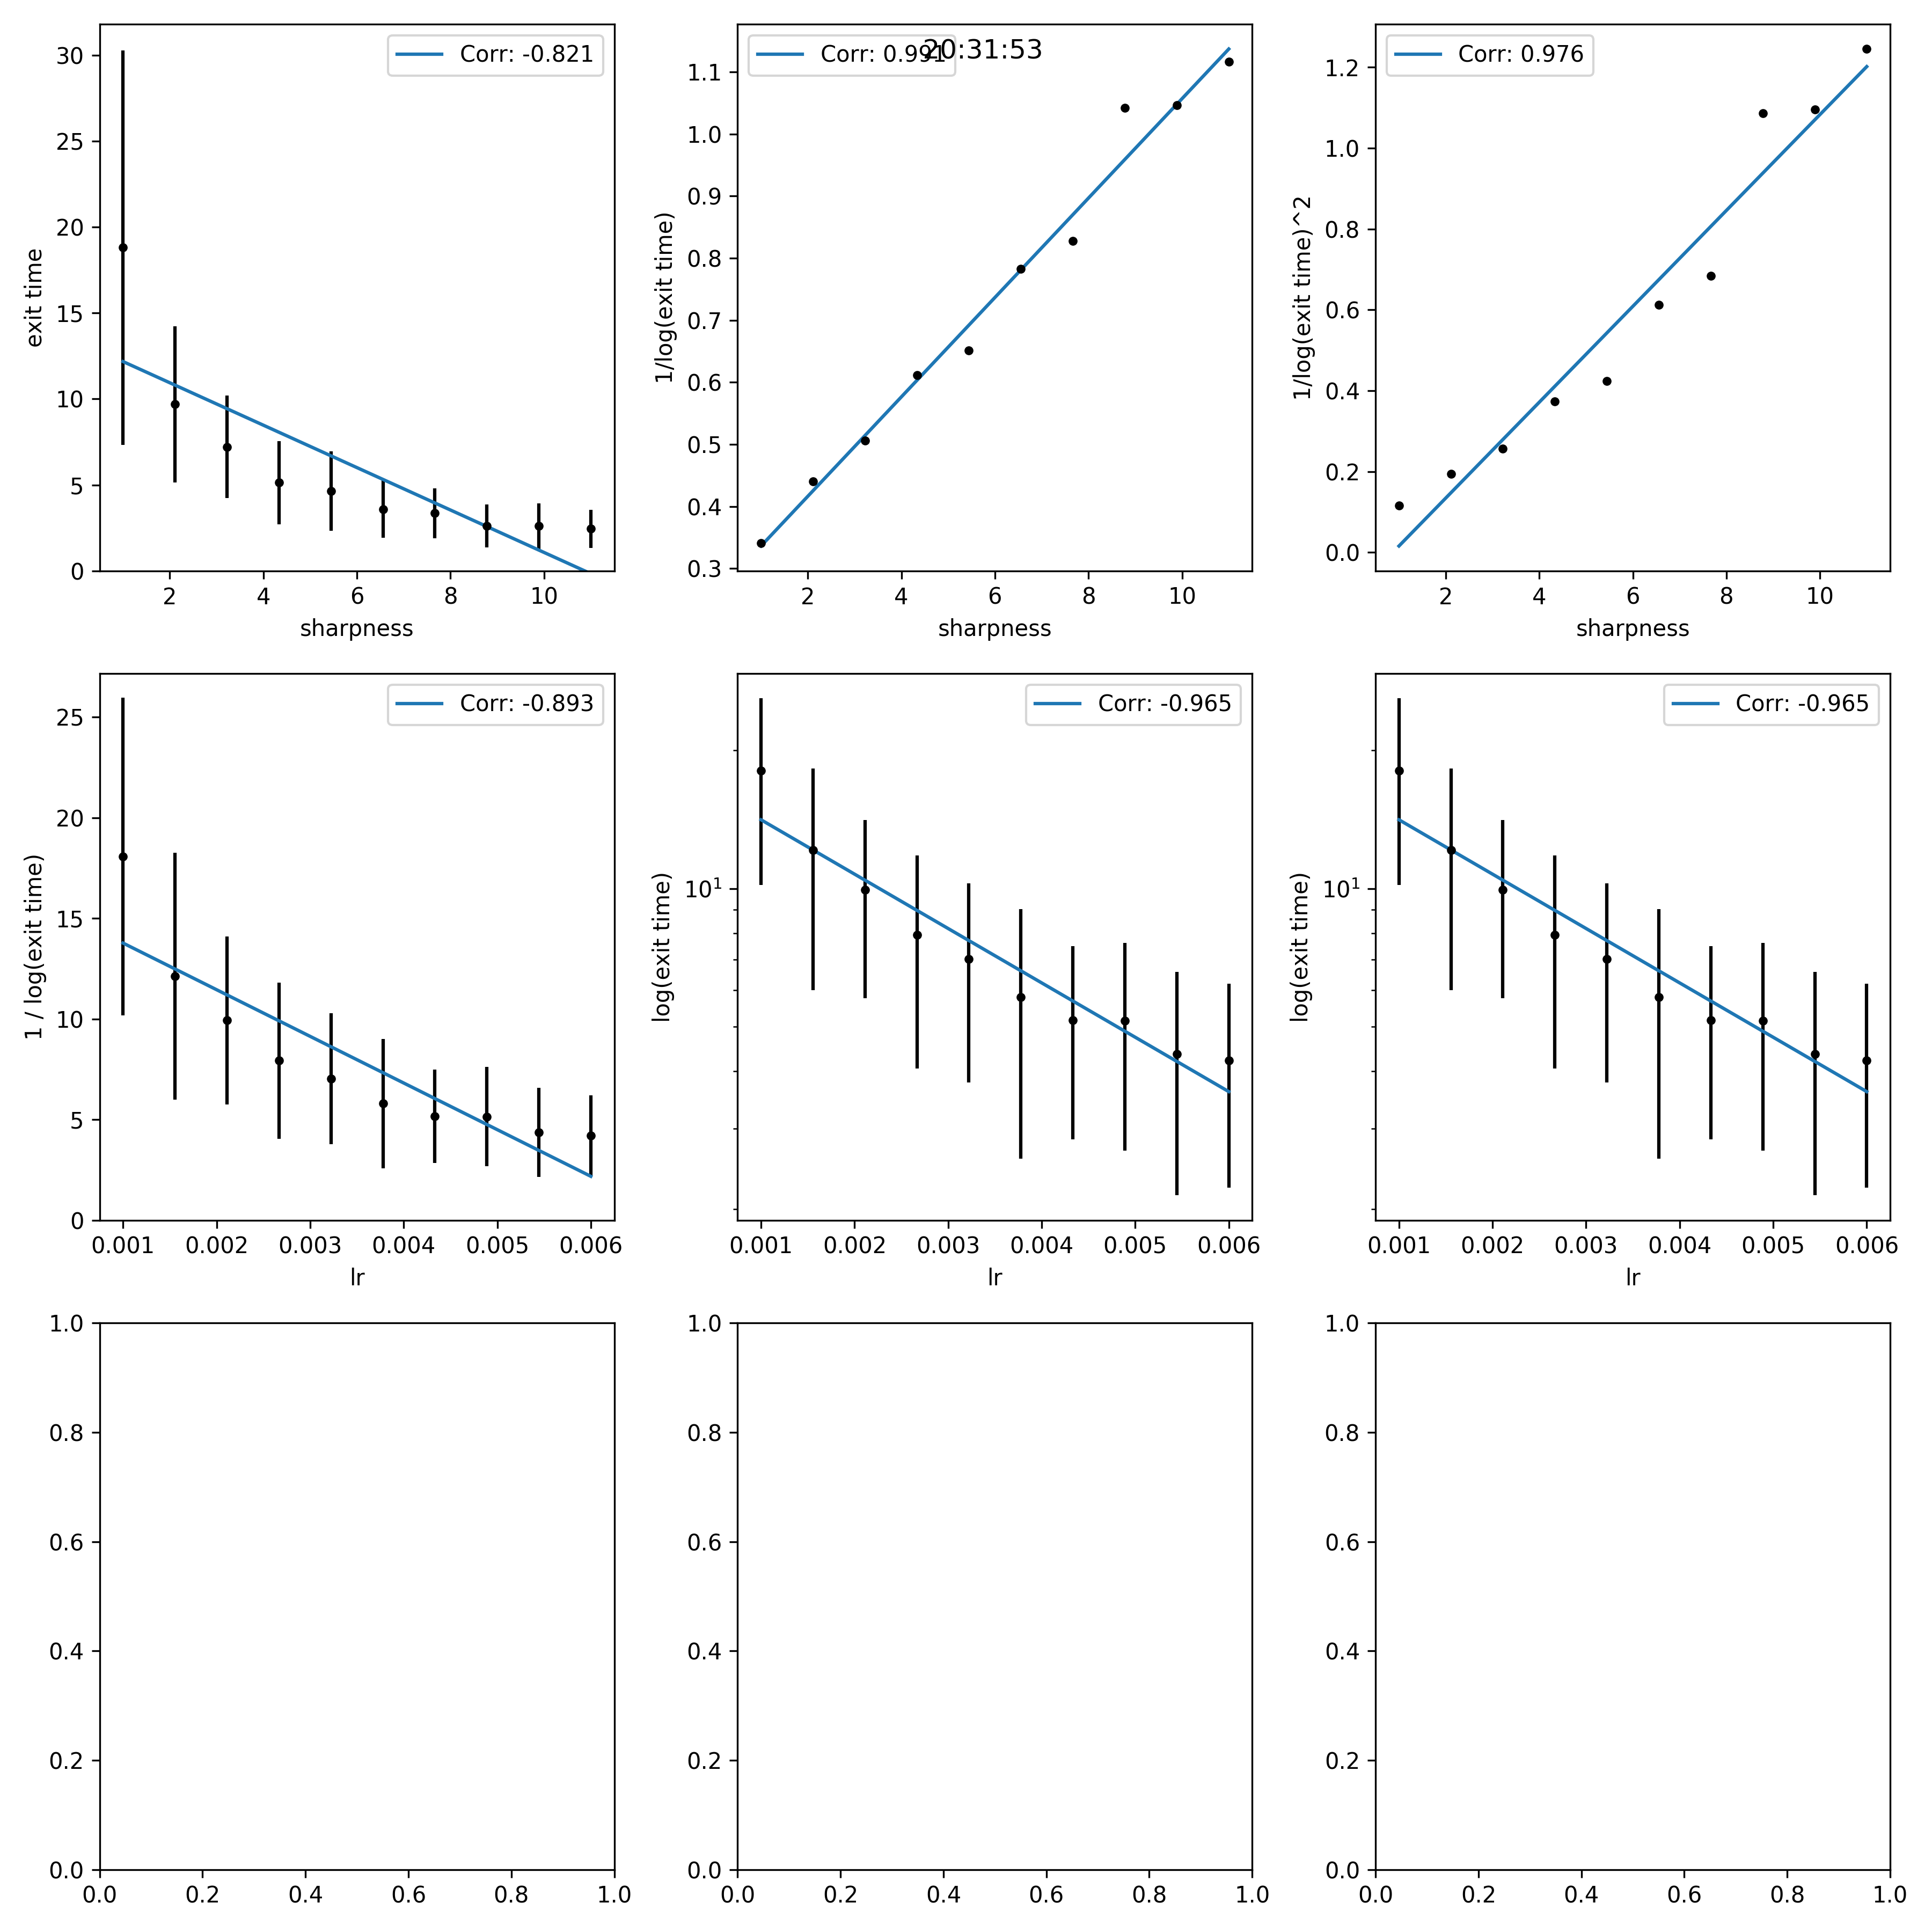 20:31:53
Corr: -0.821
30
25
20
15
10
5
0
exit time
2 4 6 8 10
sharpness
Corr: 0.991
1.1
1.0
0.9
0.8
0.7
0.6
0.5
0.4
0.3
1/log(exit time)
2 4 6 8 10
sharpness
Corr: 0.976
1.2
1.0
0.8
0.6
0.4
0.2
0.0
1/log(exit time)^2
2 4 6 8 10
sharpness
Corr: -0.893
25
20
15
10
5
0
1 / log(exit time)
0.001 0.002 0.003 0.004 0.005 0.006
lr
Corr: -0.965
10¹
log(exit time)
0.001 0.002 0.003 0.004 0.005 0.006
lr
Corr: -0.965
10¹
log(exit time)
0.001 0.002 0.003 0.004 0.005 0.006
lr
1.0
0.8
0.6
0.4
0.2
0.0
0.0 0.2 0.4 0.6 0.8 1.0
1.0
0.8
0.6
0.4
0.2
0.0
0.0 0.2 0.4 0.6 0.8 1.0
1.0
0.8
0.6
0.4
0.2
0.0
0.0 0.2 0.4 0.6 0.8 1.0